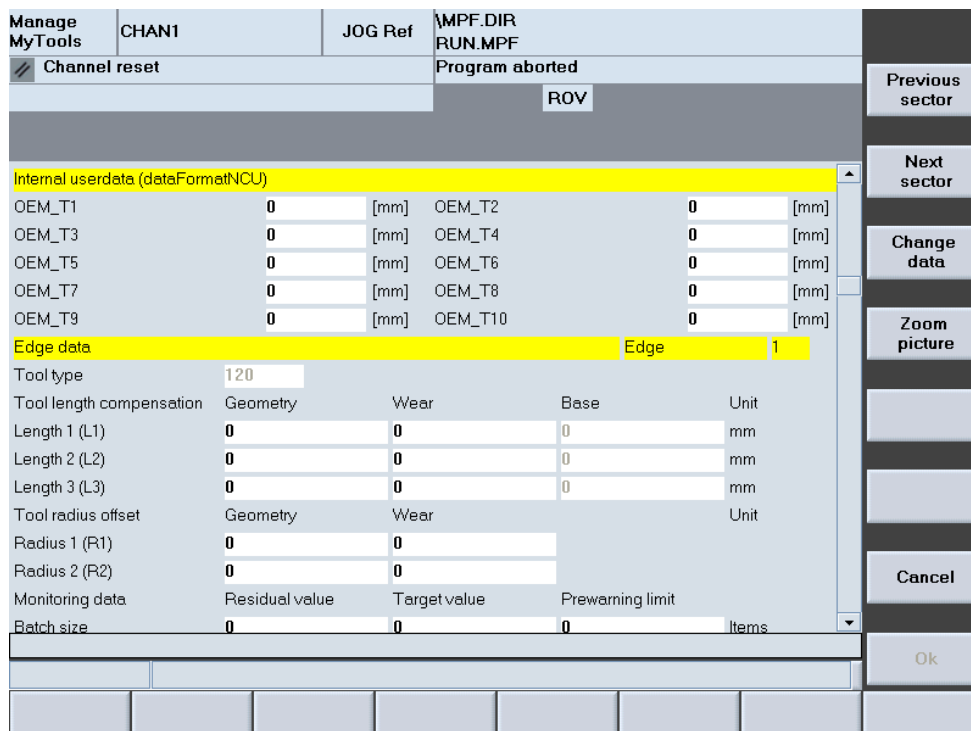 Manage MyTools CHAN1 JOG Ref \MPF.DIR
RUN.MPF
Channel reset Program aborted
ROV
Internal userdata (dataFormatNCU)
OEM_T1 0 [mm] OEM_T2 0 [mm]
OEM_T3 0 [mm] OEM_T4 0 [mm]
OEM_T5 0 [mm] OEM_T6 0 [mm]
OEM_T7 0 [mm] OEM_T8 0 [mm]
OEM_T9 0 [mm] OEM_T10 0 [mm]
Edge data Edge 1
Tool type 120
Tool length compensation Geometry Wear Base Unit
Length 1 (L1) 0 0 0 mm
Length 2 (L2) 0 0 0 mm
Length 3 (L3) 0 0 0 mm
Tool radius offset Geometry Wear Unit
Radius 1 (R1) 0 0
Radius 2 (R2) 0 0
Monitoring data Residual value Target value Prewarning limit
Batch size 0 0 0 Items
Previous
sector
Next
sector
Change
data
Zoom
picture
Cancel
Ok